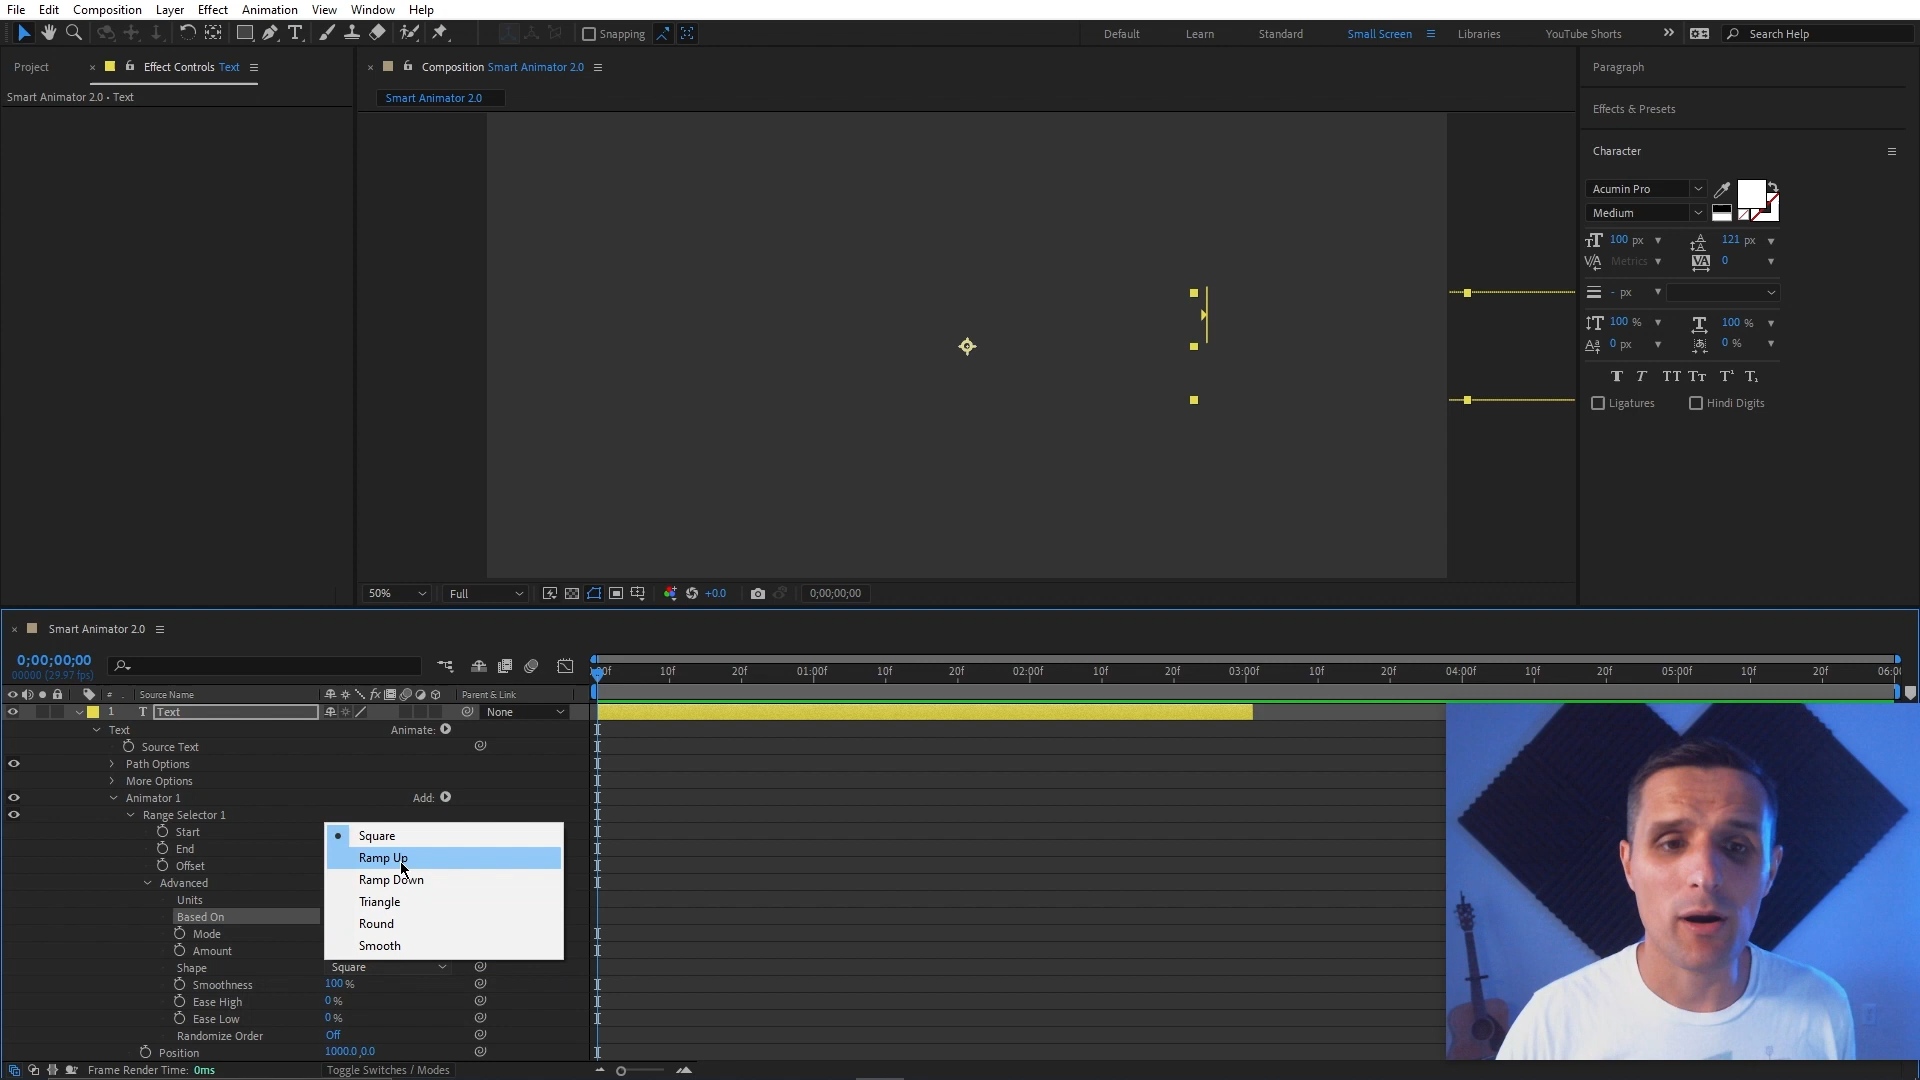 File Edit Composition Layer Effect Animation View Window Help
Snapping Default Learn Standard Small Screen Libraries YouTube Shorts Search Help
Project Effect Controls Text Composition Smart Animator 2.0 Paragraph
Smart Animator 2.0 • Text Smart Animator 2.0
Effects & Presets
Character
Acumin Pro
Medium
100 px 121 px
Metrics 0
- px
100 % 100 %
0 px 0 %
Ligatures Hindi Digits
50% Full +0.0 0;00;00;00
Smart Animator 2.0
0;00;00;00
00000 (29.97 fps)
10f 20f 01:00f 10f 20f 02:00f 10f 20f 03:00f 10f 20f 04:00f 10f 20f 05:00f 10f 20f
# Source Name Parent & Link
1 T Text None
Text Animate:
Source Text
Path Options
More Options
Animator 1 Add:
Range Selector 1
Start
End
Offset
Advanced
Units
Based On
Mode
Amount
Square
Ramp Up
Ramp Down
Triangle
Round
Smooth
Shape Square
Smoothness 100 %
Ease High 0 %
Ease Low 0 %
Randomize Order Off
Position 1000.0,0.0
Frame Render Time: 0ms Toggle Switches / Modes